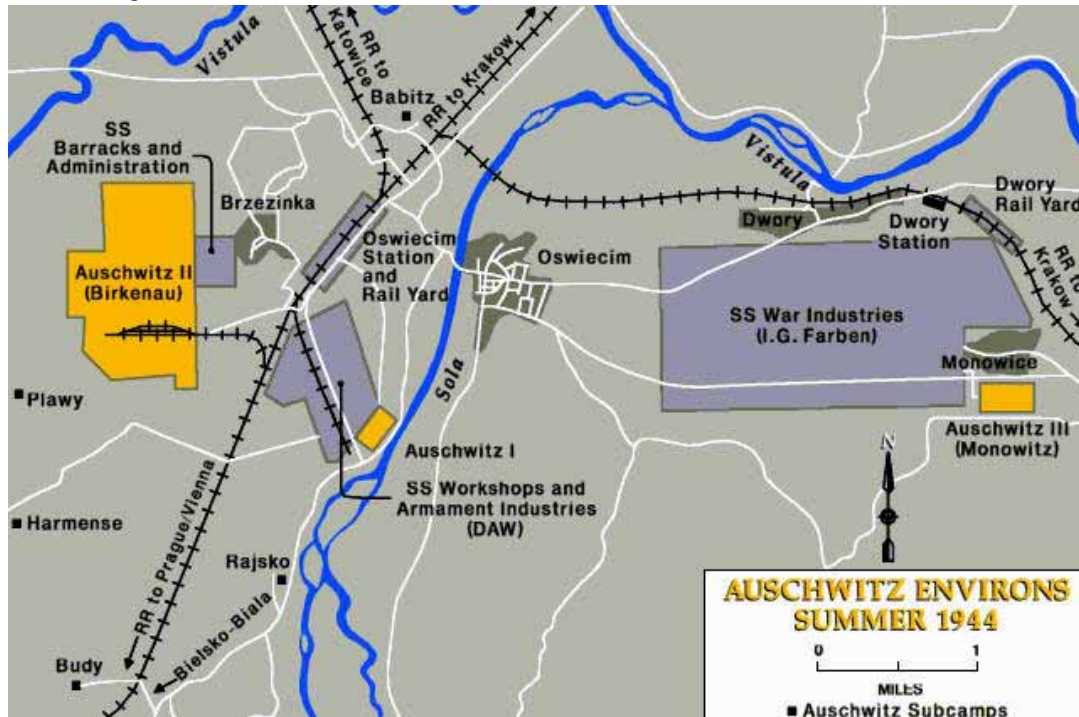 Vistula
RR to
Katowice
RR to Krakow
Babitz
SS
Barracks and
Administration
Brzezinka
Vistula
Dwory
Rail Yard
Dwory
Dwory
Station
Oswiecim
Station
and
Rail Yard
Oswiecim
Auschwitz II
(Birkenau)
RR to
Krakow
SS War Industries
(I.G. Farben)
Monowice
Sola
Plawy
Auschwitz I
Auschwitz III
(Monowitz)
N
SS Workshops and
Armament Industries
(DAW)
Harmense
RR to Prague/Vienna
Rajsko
Bielsko-Biala
Budy
AUSCHWITZ ENVIRONS
SUMMER 1944
0 1
MILES
Auschwitz Subcamps